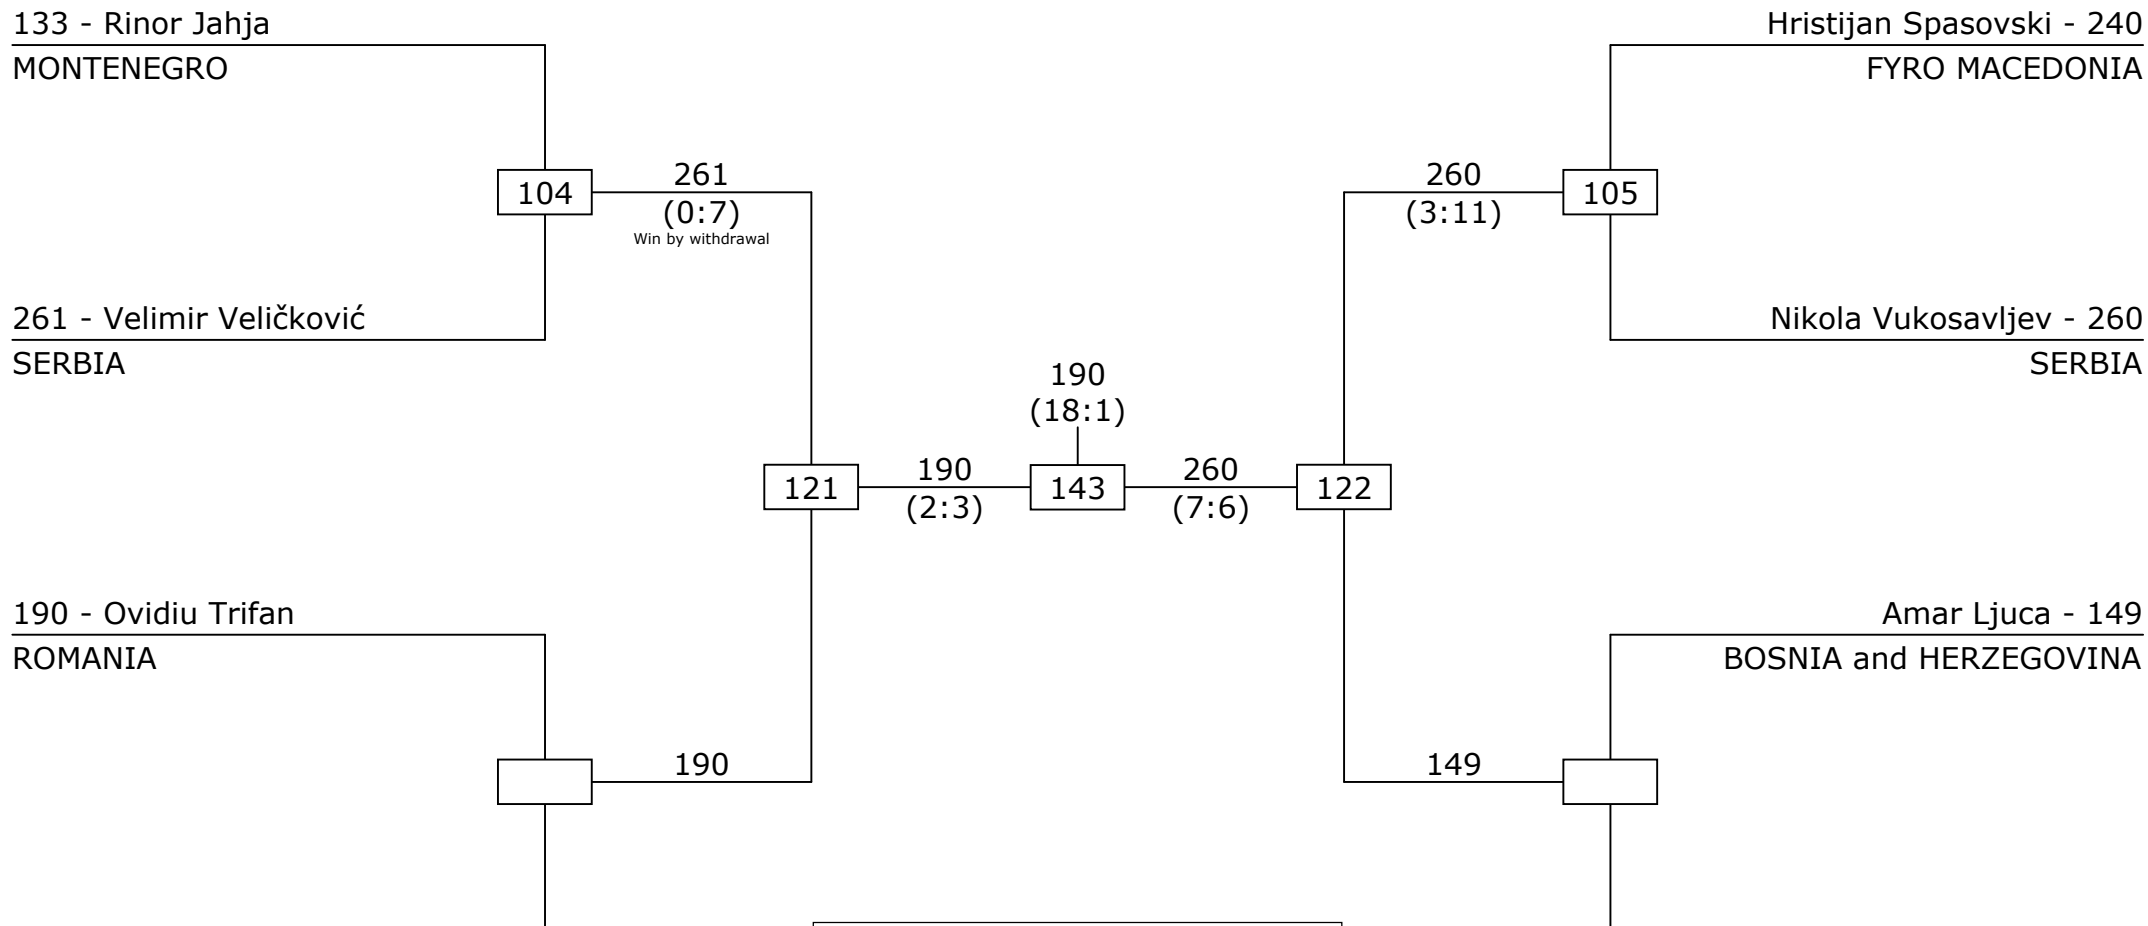 133 - Rinor Jahja
MONTENEGRO
Hristijan Spasovski - 240
FYRO MACEDONIA
104
261
(0:7)
Win by withdrawal
260
(3:11)
105
261 - Velimir Veličković
SERBIA
Nikola Vukosavljev - 260
SERBIA
190
(18:1)
121
190
(2:3)
143
260
(7:6)
122
190 - Ovidiu Trifan
ROMANIA
Amar Ljuca - 149
BOSNIA and HERZEGOVINA
190
149